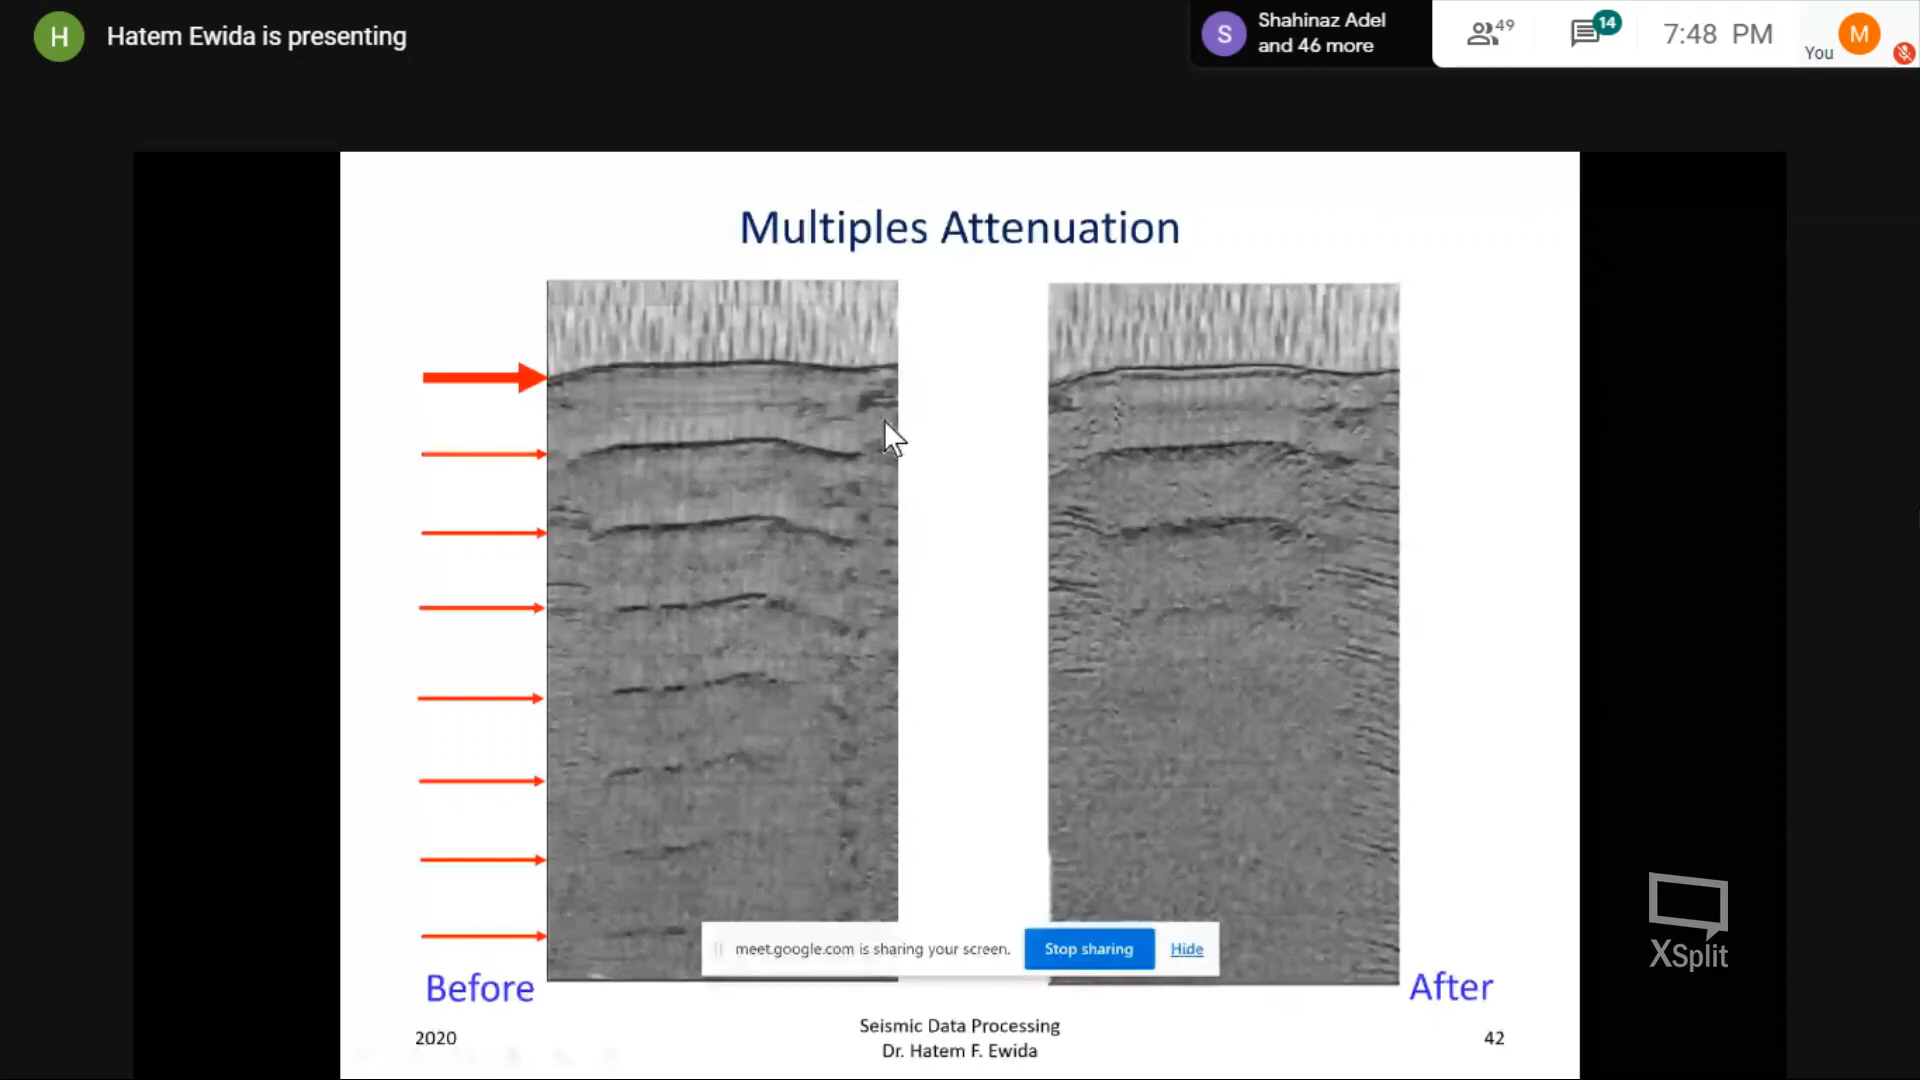 H
Hatem Ewida is presenting
S
Shahinaz Adel
and 46 more
49
14
7:48 PM
You
M
Multiples Attenuation
meet.google.com is sharing your screen.
Stop sharing
Hide
Before
After
XSplit
2020
Seismic Data Processing
Dr. Hatem F. Ewida
42